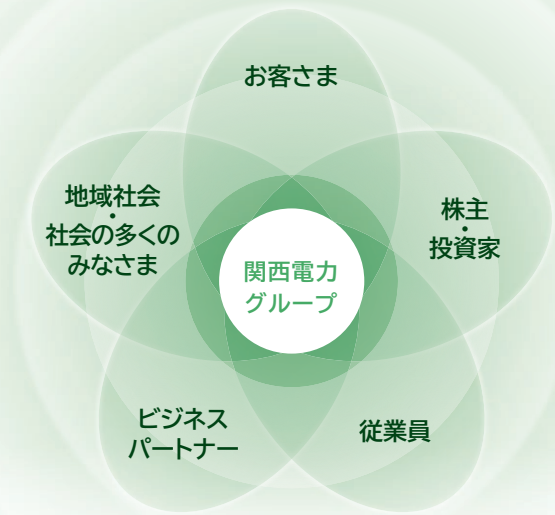 お客さま
地域社会
・
社会の多くの
みなさま
株主
・
投資家
関西電力
グループ
ビジネス
パートナー
従業員